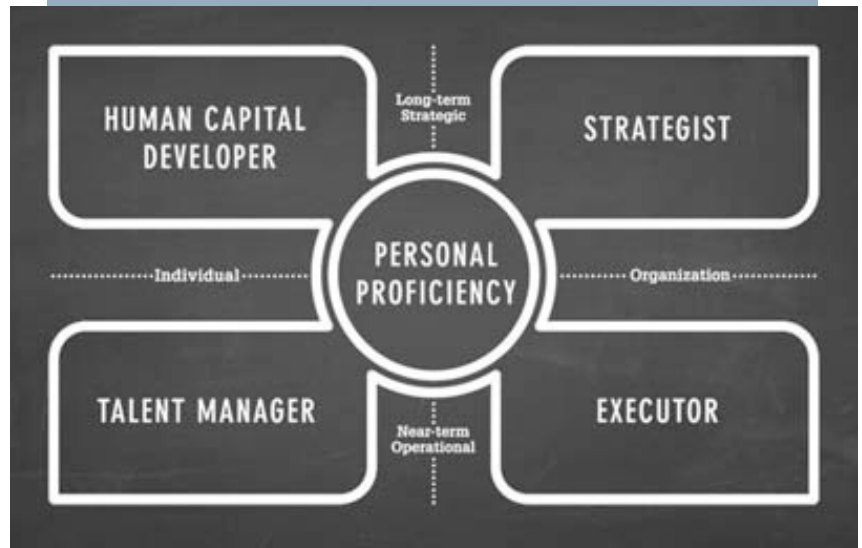 Long-term
Strategic
HUMAN CAPITAL
DEVELOPER
STRATEGIST
Individual
PERSONAL
PROFICIENCY
Organization
TALENT MANAGER
EXECUTOR
Near-term
Operational